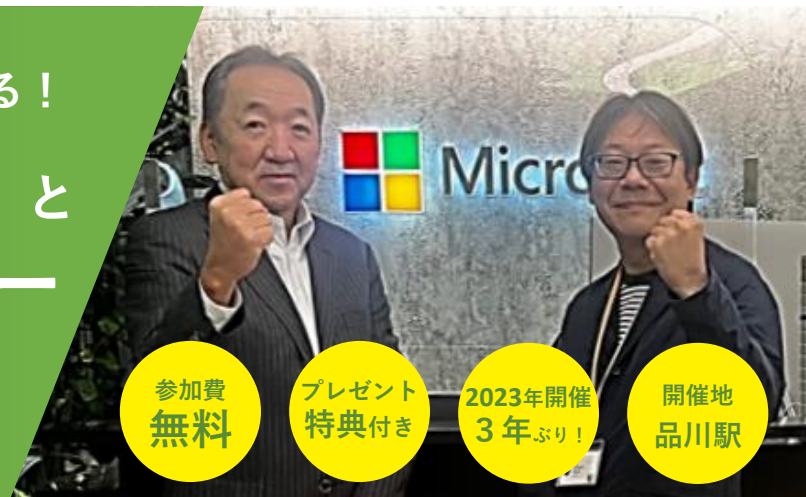 る！
と
ー
Micro
参加費
無料
プレゼント
特典付き
2023年開催
３年ぶり！
開催地
品川駅